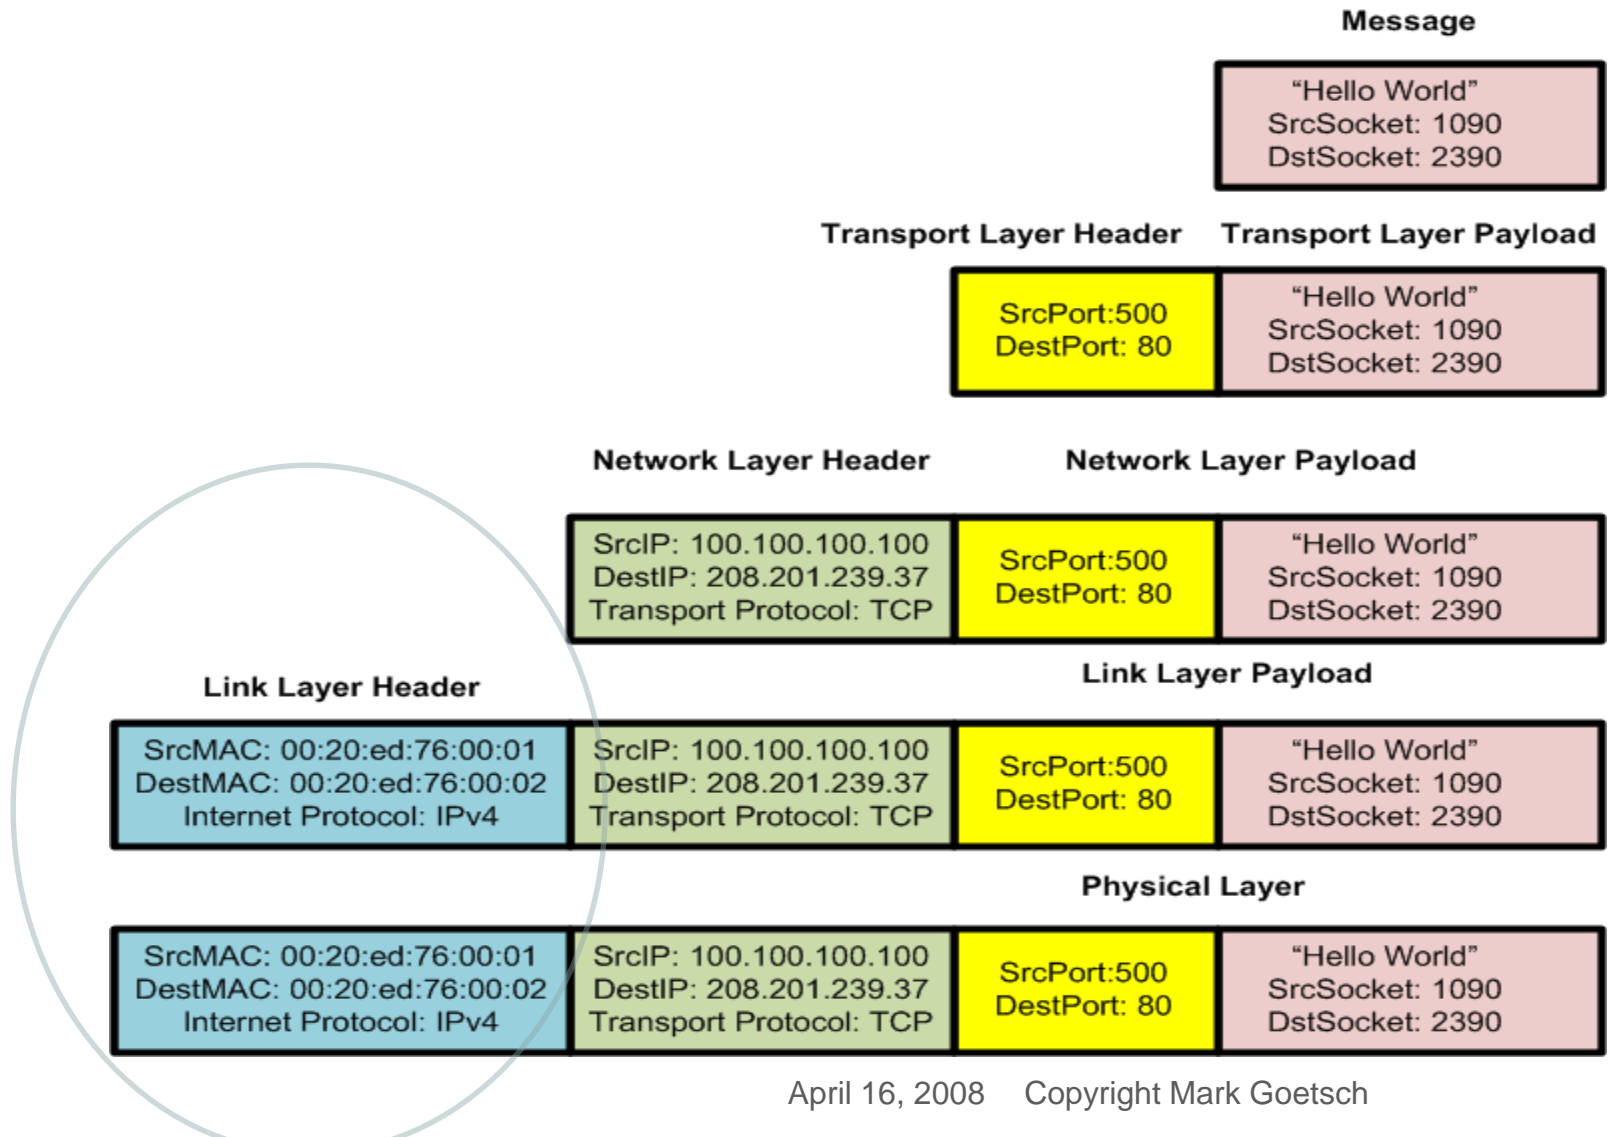 Message
“Hello World”
SrcSocket: 1090
DstSocket: 2390
Transport Layer Header
Transport Layer Payload
SrcPort:500
DestPort: 80
“Hello World”
SrcSocket: 1090
DstSocket: 2390
Network Layer Header
Network Layer Payload
SrcIP: 100.100.100.100
DestIP: 208.201.239.37
Transport Protocol: TCP
SrcPort:500
DestPort: 80
“Hello World”
SrcSocket: 1090
DstSocket: 2390
Link Layer Header
Link Layer Payload
SrcMAC: 00:20:ed:76:00:01
DestMAC: 00:20:ed:76:00:02
Internet Protocol: IPv4
SrcIP: 100.100.100.100
DestIP: 208.201.239.37
Transport Protocol: TCP
SrcPort:500
DestPort: 80
“Hello World”
SrcSocket: 1090
DstSocket: 2390
Physical Layer
SrcMAC: 00:20:ed:76:00:01
DestMAC: 00:20:ed:76:00:02
Internet Protocol: IPv4
SrcIP: 100.100.100.100
DestIP: 208.201.239.37
Transport Protocol: TCP
SrcPort:500
DestPort: 80
“Hello World”
SrcSocket: 1090
DstSocket: 2390
April 16, 2008 Copyright Mark Goetsch